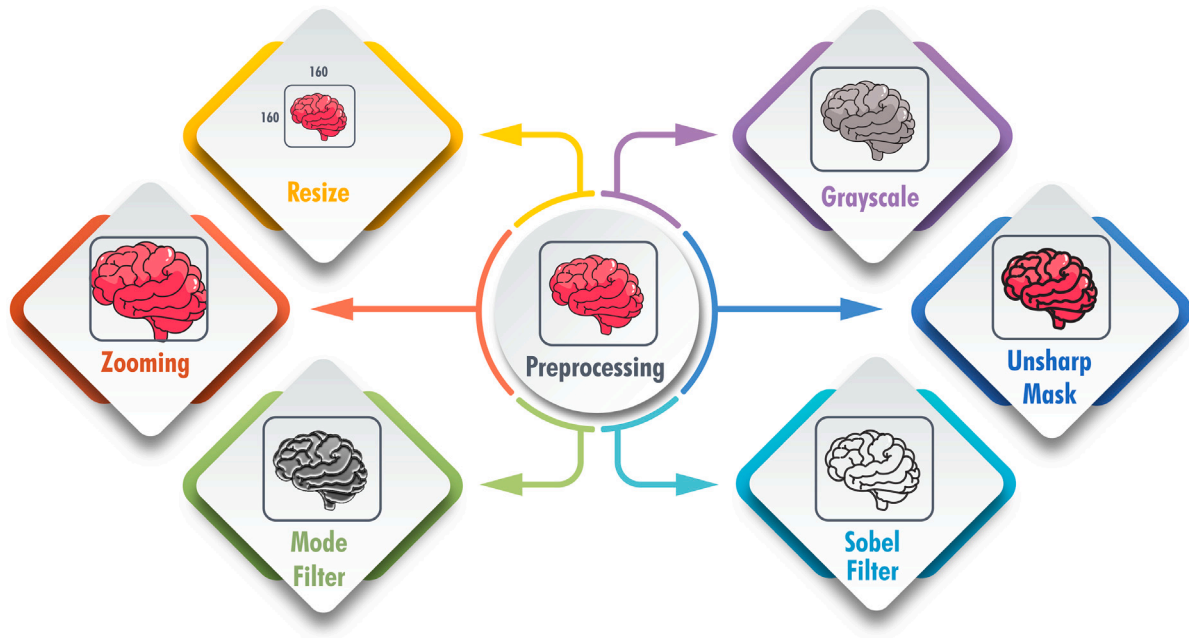 160
160
Resize
Grayscale
Zooming
Preprocessing
Unsharp
Mask
Mode
Filter
Sobel
Filter